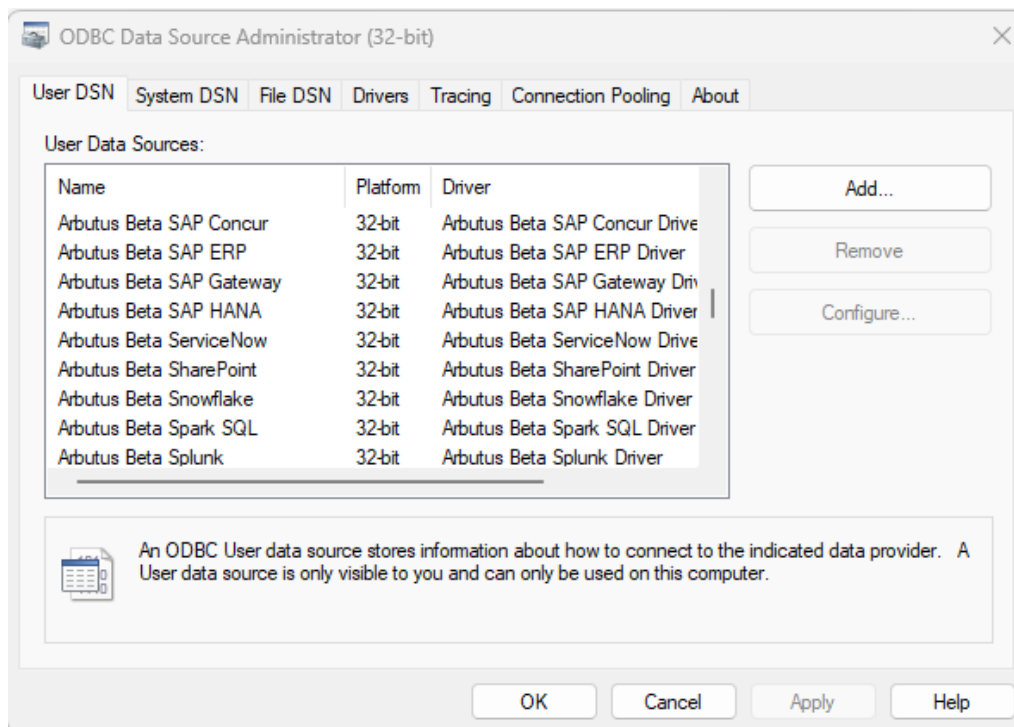 ODBC Data Source Administrator (32-bit)
User DSN System DSN File DSN Drivers Tracing Connection Pooling About
User Data Sources:
Name Platform Driver
Arbutus Beta SAP Concur 32-bit Arbutus Beta SAP Concur Drive
Arbutus Beta SAP ERP 32-bit Arbutus Beta SAP ERP Driver
Arbutus Beta SAP Gateway 32-bit Arbutus Beta SAP Gateway Driv
Arbutus Beta SAP HANA 32-bit Arbutus Beta SAP HANA Driver
Arbutus Beta ServiceNow 32-bit Arbutus Beta ServiceNow Drive
Arbutus Beta SharePoint 32-bit Arbutus Beta SharePoint Driver
Arbutus Beta Snowflake 32-bit Arbutus Beta Snowflake Driver
Arbutus Beta Spark SQL 32-bit Arbutus Beta Spark SQL Driver
Arbutus Beta Splunk 32-bit Arbutus Beta Splunk Driver
Add...
Remove
Configure...
An ODBC User data source stores information about how to connect to the indicated data provider. A
User data source is only visible to you and can only be used on this computer.
OK Cancel Apply Help